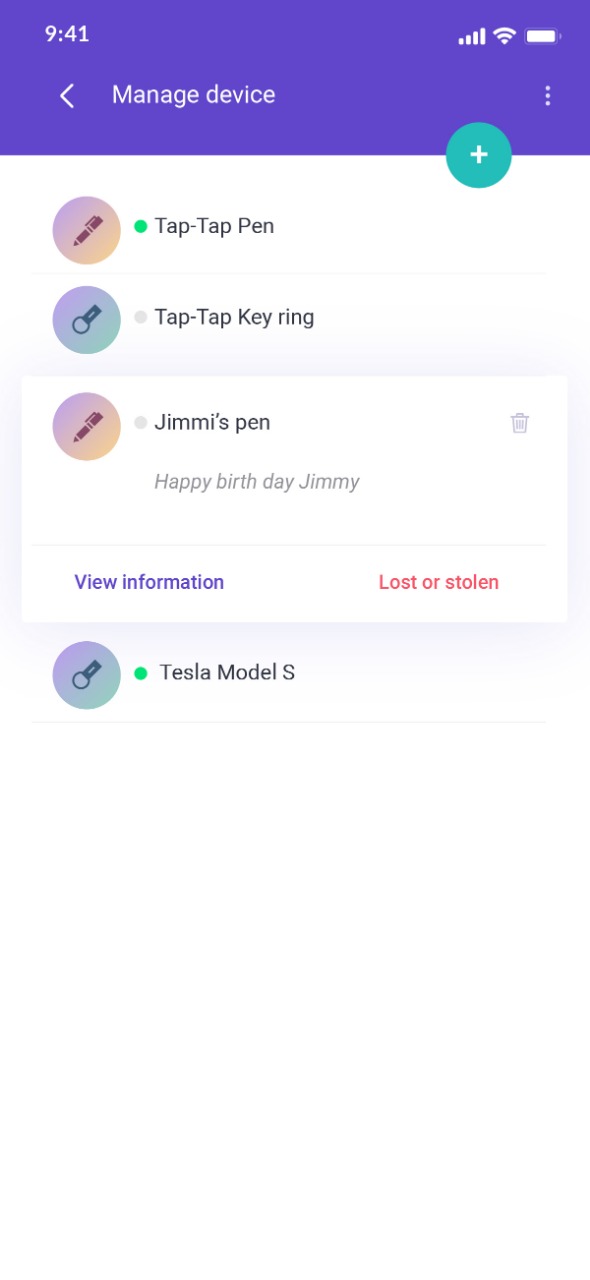 9:41
Manage device
+
Tap-Tap Pen
Tap-Tap Key ring
Jimmi’s pen
Happy birth day Jimmy
View information
Lost or stolen
Tesla Model S